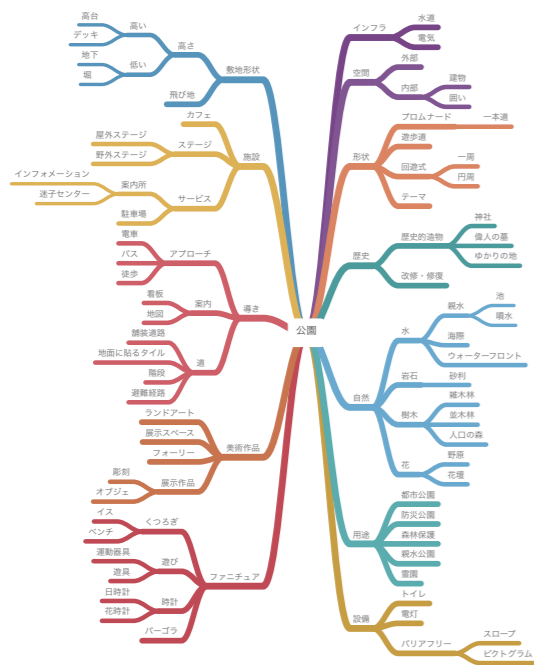 公園
敷地形状
高さ
高い
高台
デッキ
低い
地下
堀
飛び地
施設
カフェ
ステージ
屋外ステージ
野外ステージ
サービス
案内所
インフォメーション
迷子センター
駐車場
導き
アプローチ
電車
バス
徒歩
案内
看板
地図
道
舗装道路
地面に貼るタイル
階段
避難経路
美術作品
ランドアート
展示スペース
フォーリー
展示作品
彫刻
オブジェ
ファニチュア
くつろぎ
イス
ベンチ
遊び
運動器具
遊具
時計
日時計
花時計
パーゴラ
インフラ
水道
電気
空間
外部
内部
建物
囲い
形状
プロムナード
一本道
遊歩道
回遊式
一周
円周
テーマ
歴史
歴史的造物
神社
偉人の墓
ゆかりの地
改修・修復
自然
水
親水
池
噴水
海際
ウォーターフロント
岩石
砂利
樹木
雑木林
並木林
人口の森
花
野原
花壇
用途
都市公園
防災公園
森林保護
親水公園
霊園
設備
トイレ
電灯
バリアフリー
スロープ
ピクトグラム